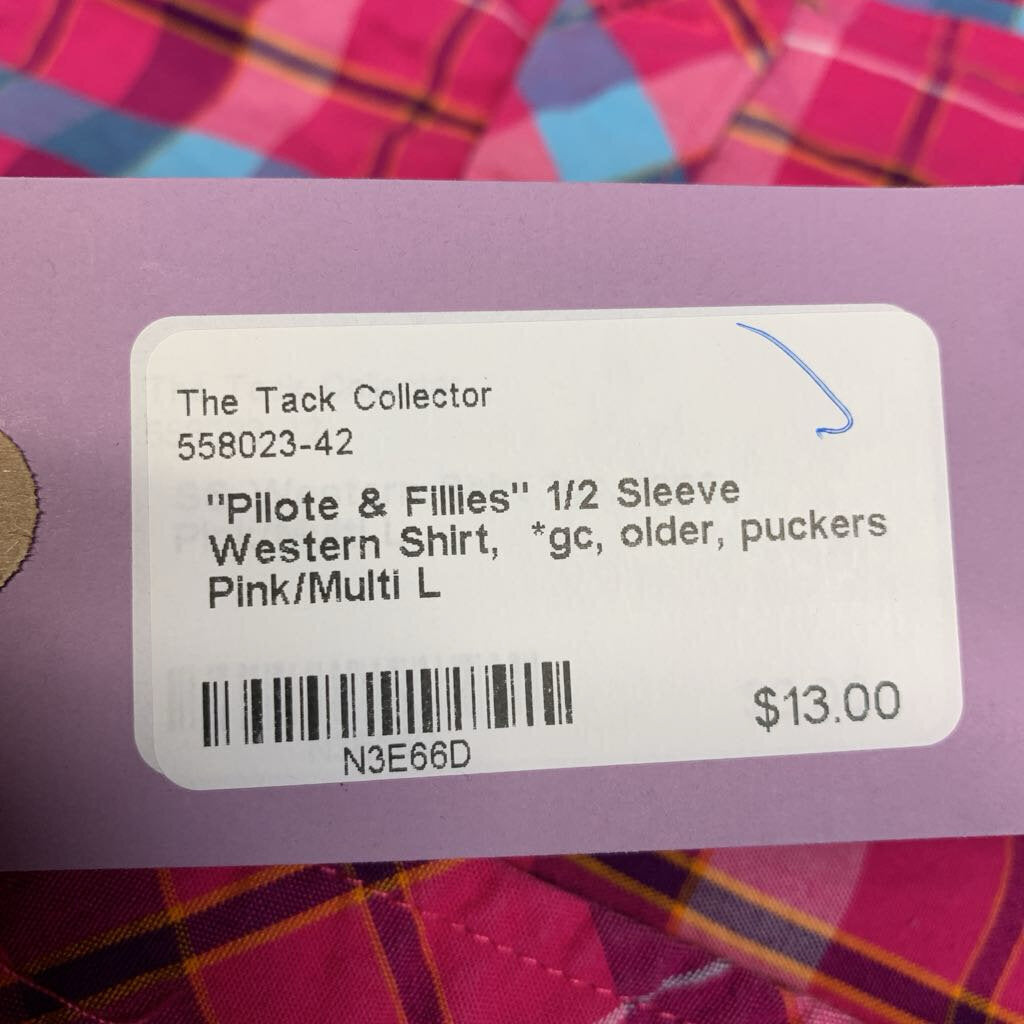 The Tack Collector
558023-42
"Pilote & Fillies" 1/2 Sleeve
Western Shirt, *gc, older, puckers
Pink/Multi L
N3E66D
$13.00